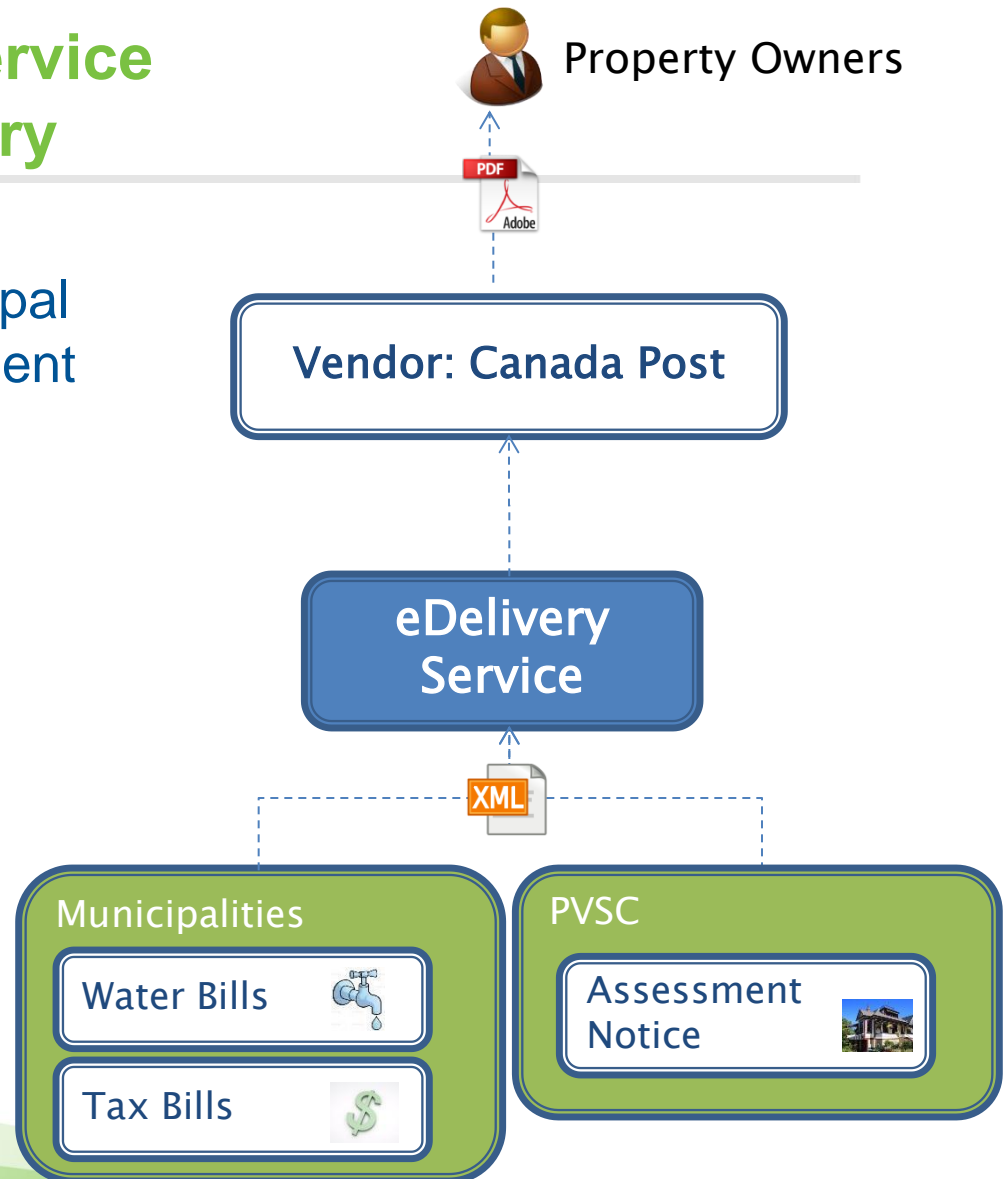 ervice
ry
Property Owners
PDF
Adobe
pal
ent
Vendor: Canada Post
eDelivery
Service
XML
Municipalities
PVSC
Water Bills
Assessment
Notice
Tax Bills
$